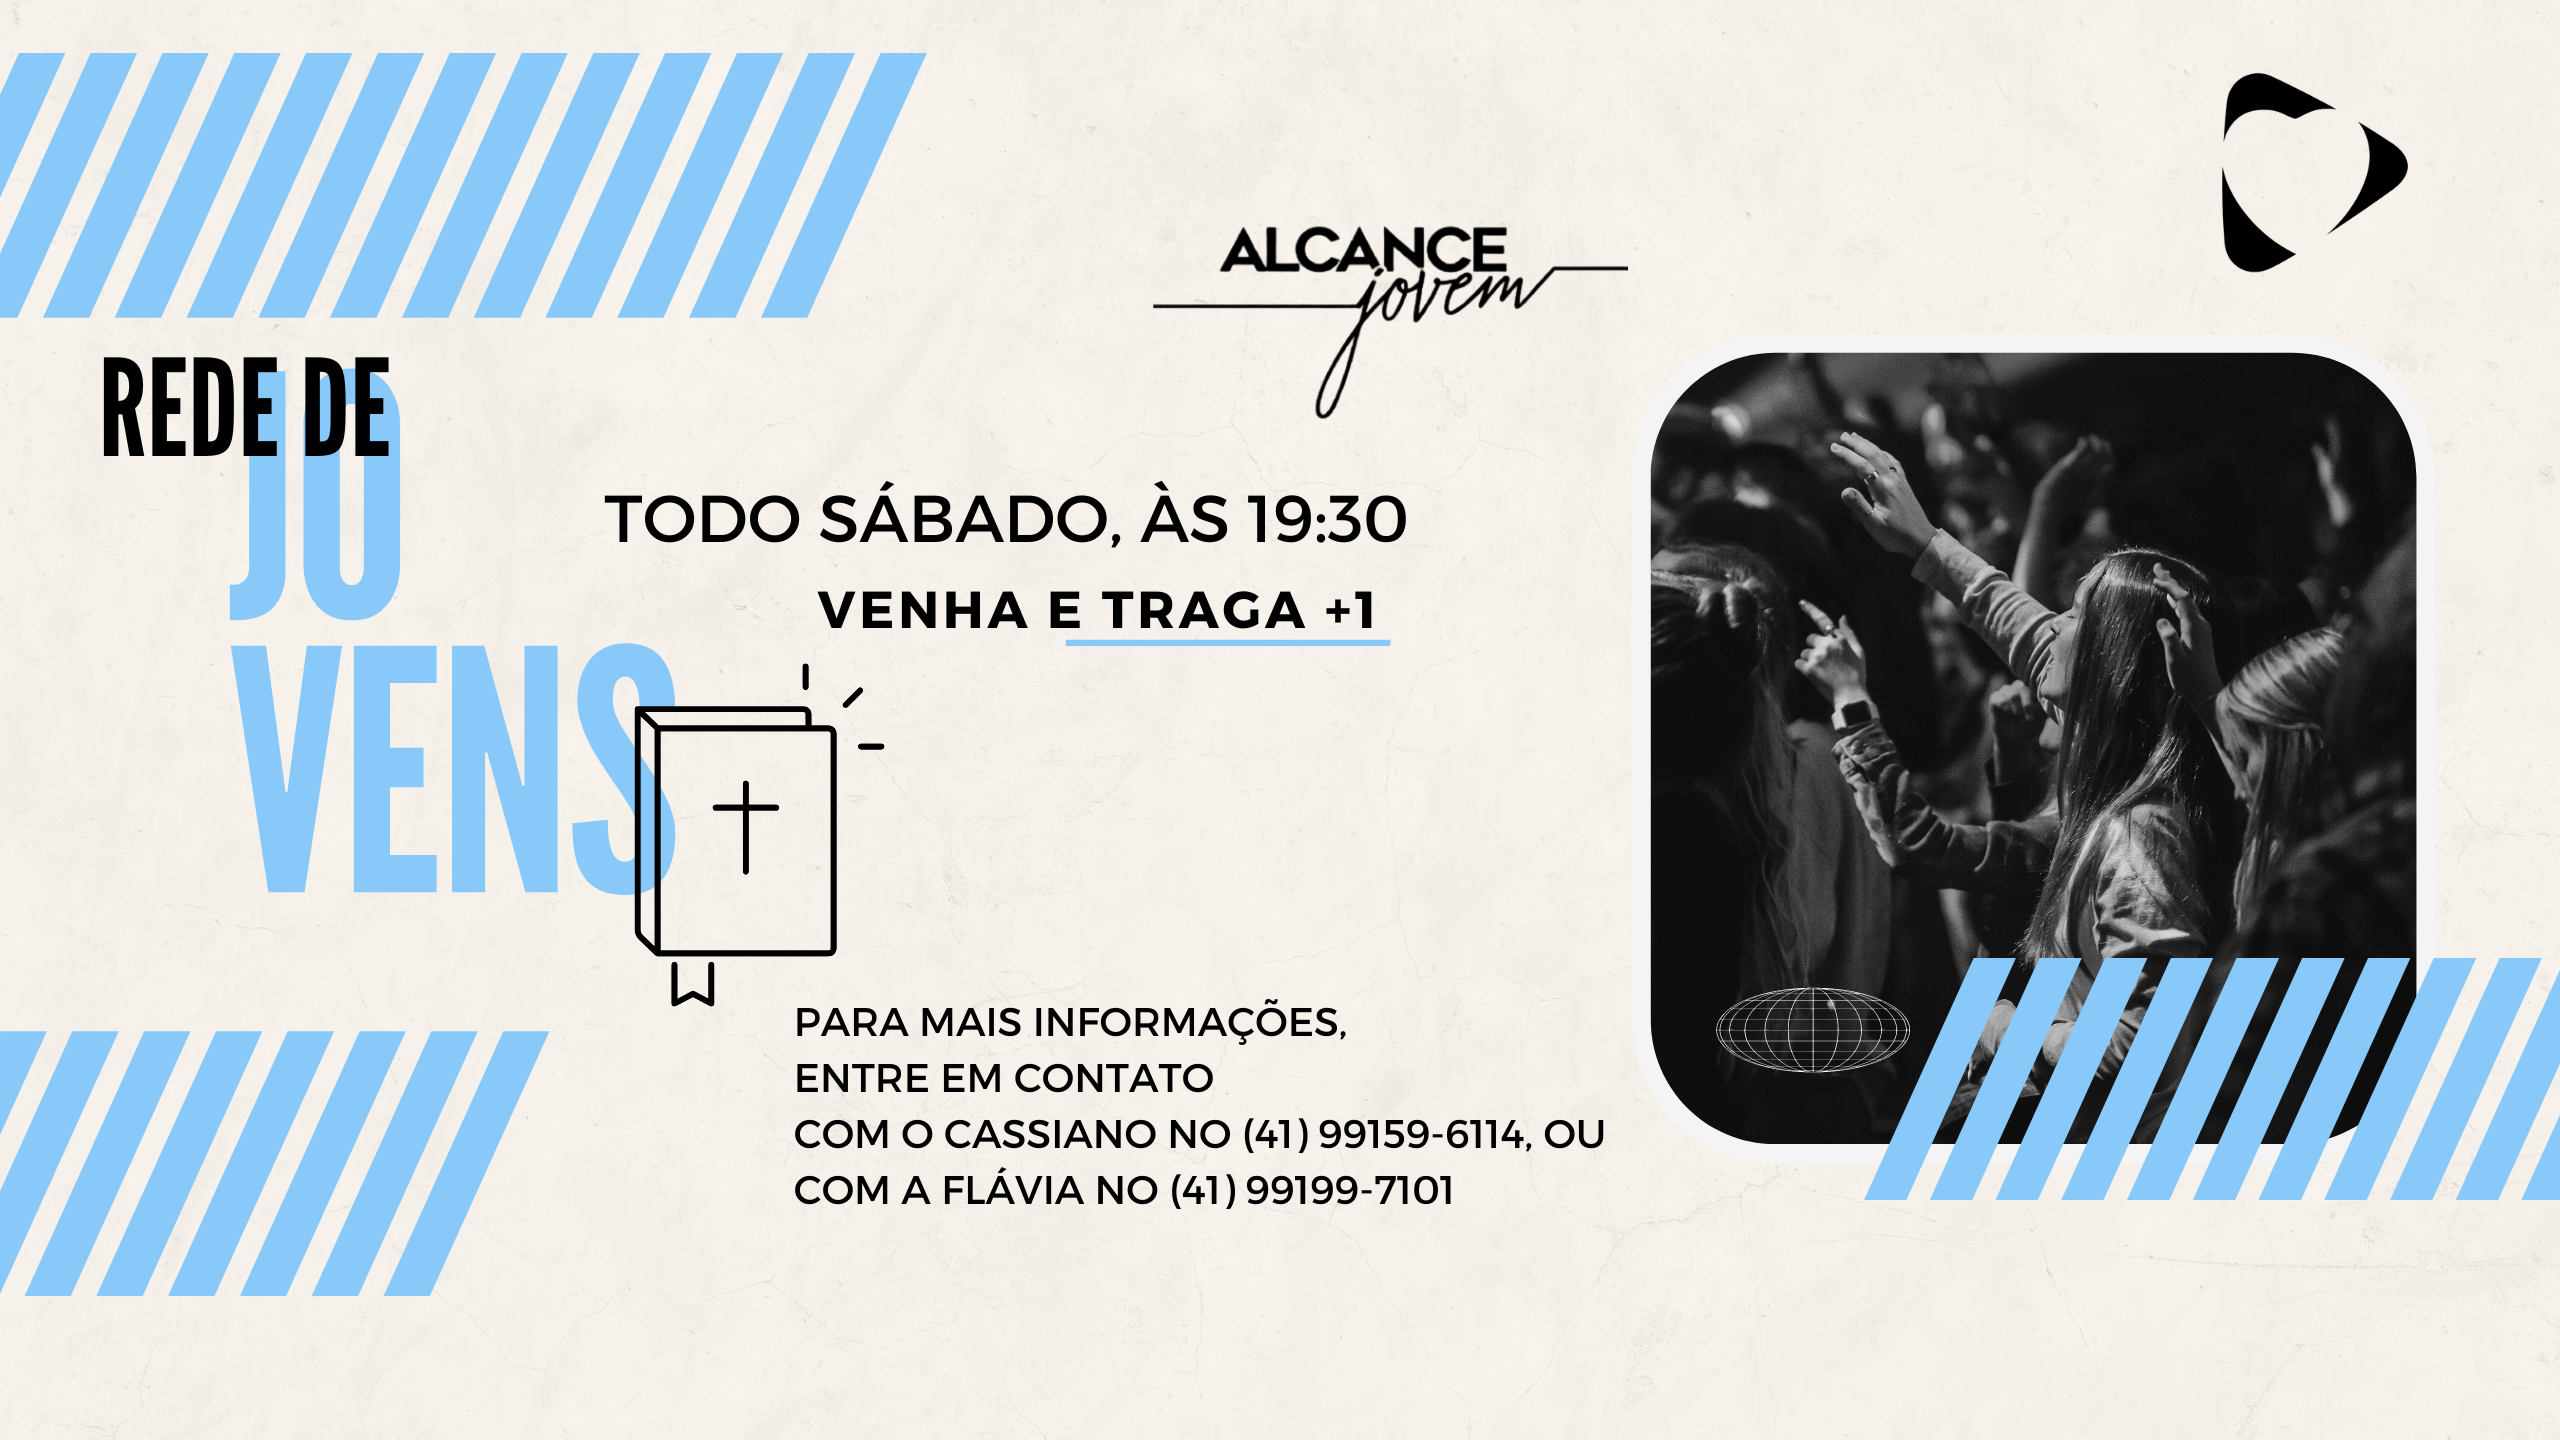 ALCANCE
jovem
REDE DE
JO
VENS
TODO SÁBADO, ÀS 19:30
VENHA E TRAGA +1
PARA MAIS INFORMAÇÕES,
ENTRE EM CONTATO
COM O CASSIANO NO (41) 99159-6114, OU
COM A FLÁVIA NO (41) 99199-7101